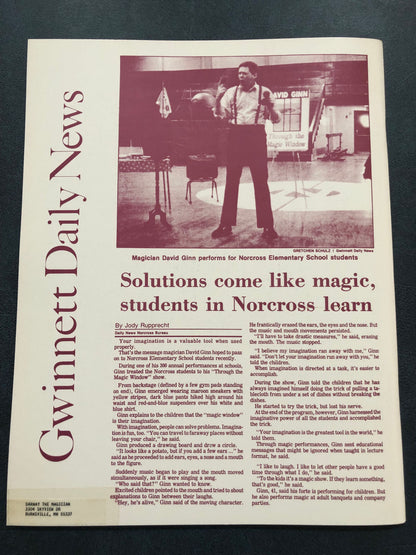 Gwinnett Daily News
DAVID GINN
Through the
Magic Window
GRETCHEN SCHULZ / Gwinnett Daily News
Magician David Ginn performs for Norcross Elementary School students
Solutions come like magic,
students in Norcross learn
By Jody Rupprecht
Daily News Norcross Bureau
Your imagination is a valuable tool when used
properly.
That's the message magician David Ginn hoped to pass
on to Norcross Elementary School students recently.
During one of his 200 annual performances at schools,
Ginn treated the Norcross students to his "Through the
Magic Window" show.
From backstage (defined by a few gym pads standing
on end), Ginn emerged wearing maroon sneakers with
yellow stripes, dark blue pants hiked high around his
waist and red-and-blue suspenders over his white and
blue shirt.
Ginn explains to the children that the "magic window"
is their imagination.
With imagination, people can solve problems. Imagina-
tion is fun, too. "You can travel to faraway places without
leaving your chair," he said.
Ginn produced a drawing board and drew a circle.
"It looks like a potato, but if you add a few ears ..." he
said as he proceeded to add ears, eyes, a nose and a mouth
to the figure.
Suddenly music began to play and the mouth moved
simultaneously, as if it were singing a song.
"Who said that?" Ginn wanted to know.
Excited children pointed to the mouth and tried to shout
explanations to Ginn between their laughs.
"Hey, he's alive," Ginn said of the moving character.
He frantically erased the ears, the eyes and the nose. But
the music and mouth movements persisted.
"I'll have to take drastic measures," he said, erasing
the mouth. The music stopped.
"I believe my imagination ran away with me," Ginn
said. "Don't let your imagination run away with you," he
told the children.
When imagination is directed at a task, it's easier to
accomplish.
During the show, Ginn told the children that he has
always imagined himself doing the trick of pulling a ta-
blecloth from under a set of dishes without breaking the
dishes.
He started to try the trick, but lost his nerve.
At the end of the program, however, Ginn harnessed the
imaginative power of all the students and accomplished
the trick.
"Your imagination is the greatest tool in the world," he
told them.
Through magic performances, Ginn sent educational
messages that might be ignored when taught in lecture
format, he said.
"I like to laugh. I like to let other people have a good
time through what I do," he said.
"To the kids it's a magic show. If they learn something,
that's good," he said.
Ginn, 41, said his forte is performing for children. But
he also performs magic at adult banquets and company
parties.
SARWAT THE MAGICIAN
2304 SKYVIEW DR
BURNSVILLE, MN 55337